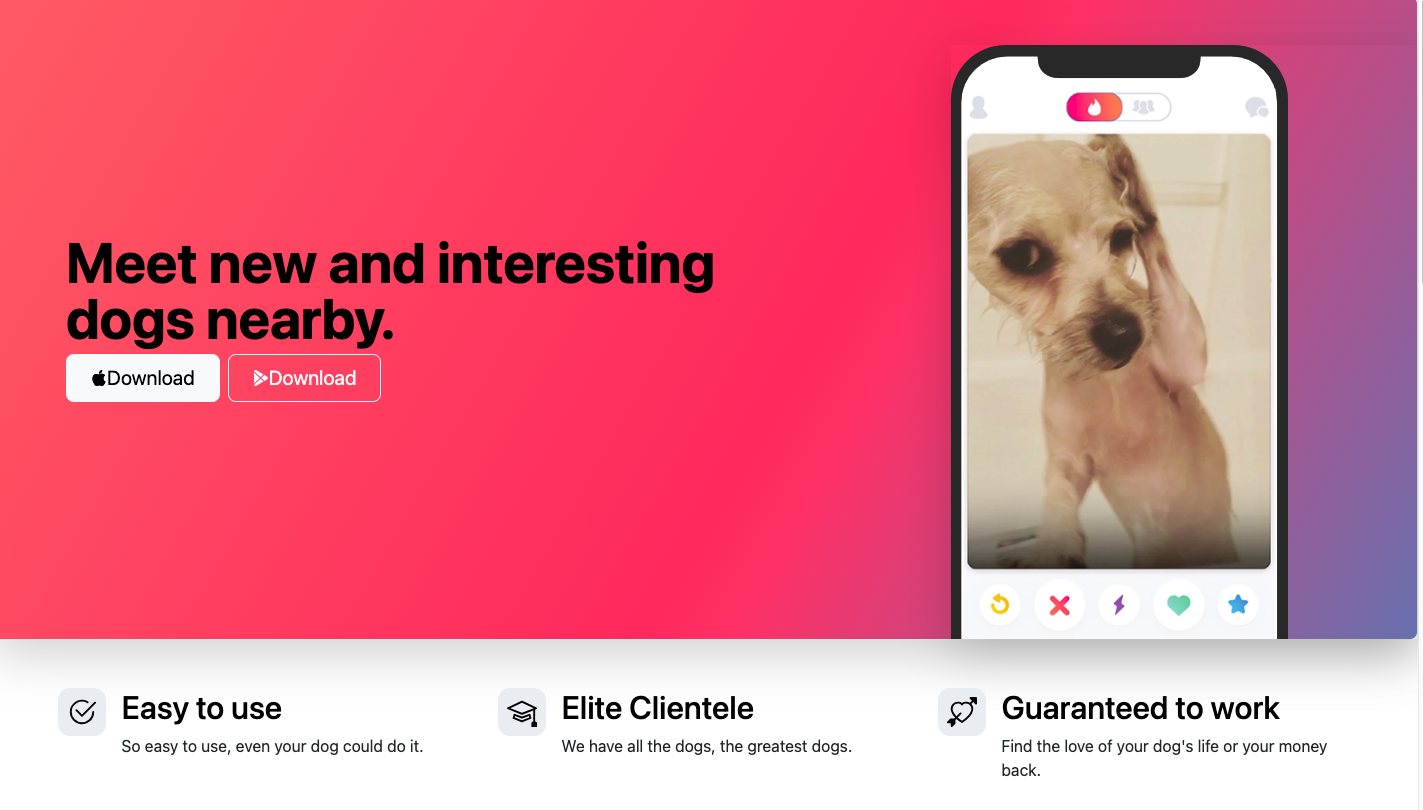 Meet new and interesting
dogs nearby.
Download
Download
Easy to use
So easy to use, even your dog could do it.
Elite Clientele
We have all the dogs, the greatest dogs.
Guaranteed to work
Find the love of your dog's life or your money
back.